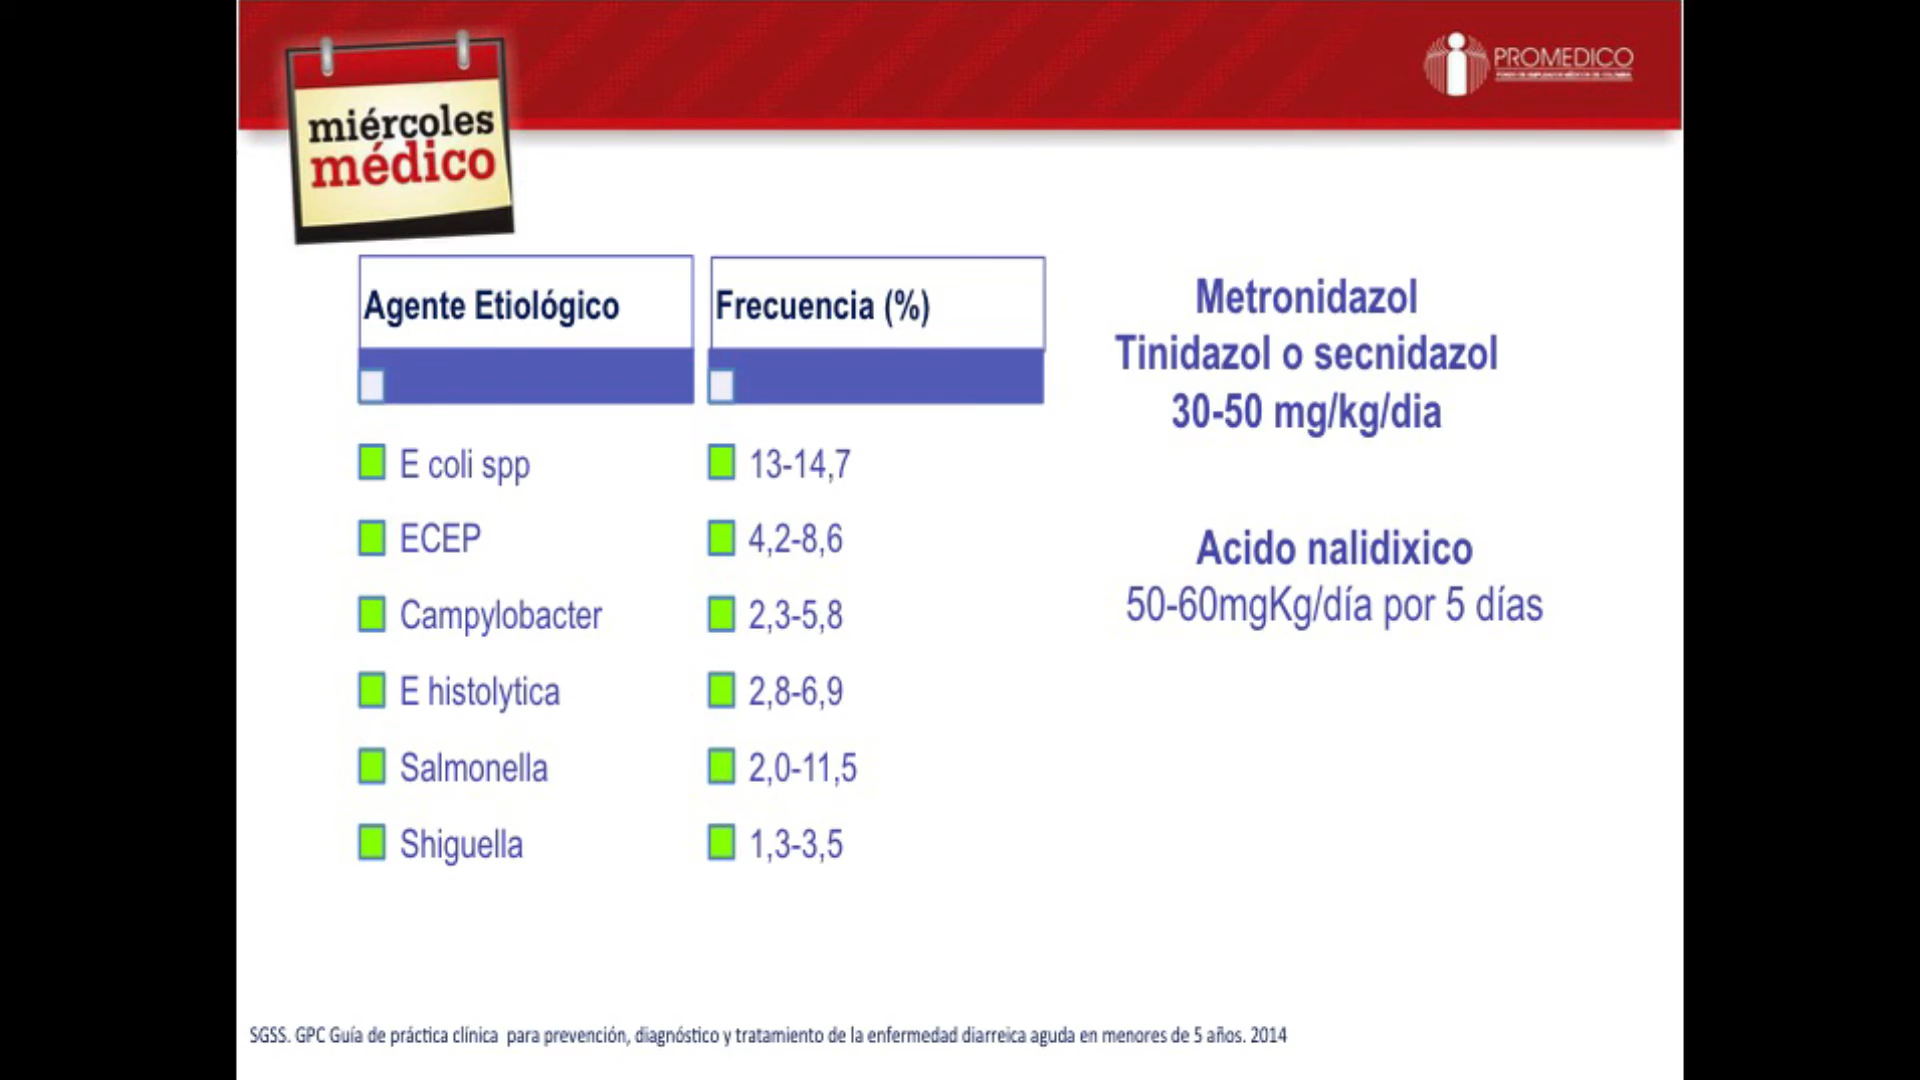 miércoles
médico
PROMEDICO
Agente Etiológico
Frecuencia (%)
E coli spp
13-14,7
ECEP
4,2-8,6
Campylobacter
2,3-5,8
E histolytica
2,8-6,9
Salmonella
2,0-11,5
Shiguella
1,3-3,5
Metronidazol
Tinidazol o secnidazol
30-50 mg/kg/dia
Acido nalidixico
50-60mgKg/día por 5 días
SGSS. GPC Guía de práctica clínica para prevención, diagnóstico y tratamiento de la enfermedad diarreica aguda en menores de 5 años. 2014